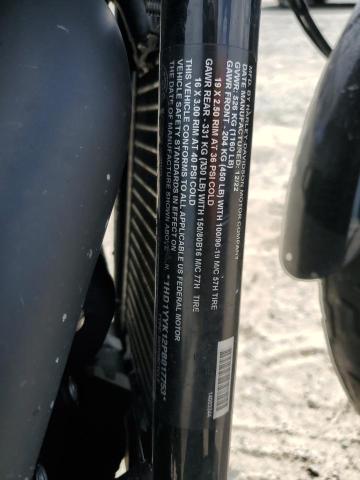 MFD. BY HARLEY-DAVIDSON MOTOR COMPANY
DATE MANUFACTURED: 12/22
GVWR: 526 KG (1160 LB)
GAWR FRONT - 204 KG (450 LB) WITH 100/90-19 M/C 57H TIRE
19 X 2.50 RIM AT 36 PSI COLD
GAWR REAR - 331 KG (730 LB) WITH 150/80B16 M/C 77H TIRE
16 X 3.00 RIM AT 40 PSI COLD
THIS VEHICLE CONFORMS TO ALL APPLICABLE US FEDERAL MOTOR
VEHICLE SAFETY STANDARDS IN EFFECT ON
THE DATE OF MANUFACTURE SHOWN ABOVE.
*1HD1YYK12PB017753*